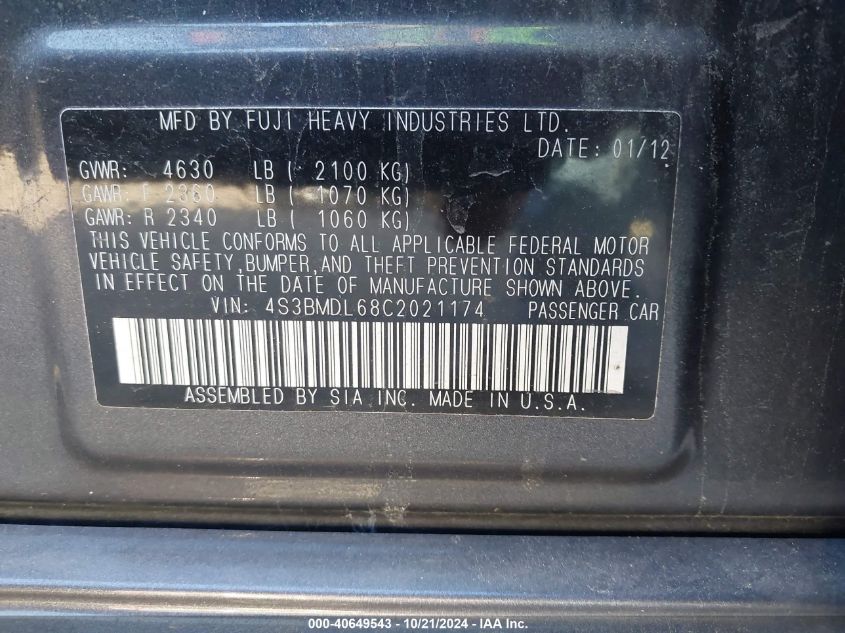 MFD BY FUJI HEAVY INDUSTRIES LTD.
DATE: 01/12
GVWR: 4630 LB ( 2100 KG)
GAWR: F 2360 LB ( 1070 KG)
GAWR: R 2340 LB ( 1060 KG)
THIS VEHICLE CONFORMS TO ALL APPLICABLE FEDERAL MOTOR
VEHICLE SAFETY,BUMPER,AND THEFT PREVENTION STANDARDS
IN EFFECT ON THE DATE OF MANUFACTURE SHOWN ABOVE.
VIN: 4S3BMDL68C2021174 PASSENGER CAR
ASSEMBLED BY SIA INC. MADE IN U.S.A.
000-40649543 - 10/21/2024 - IAA Inc.